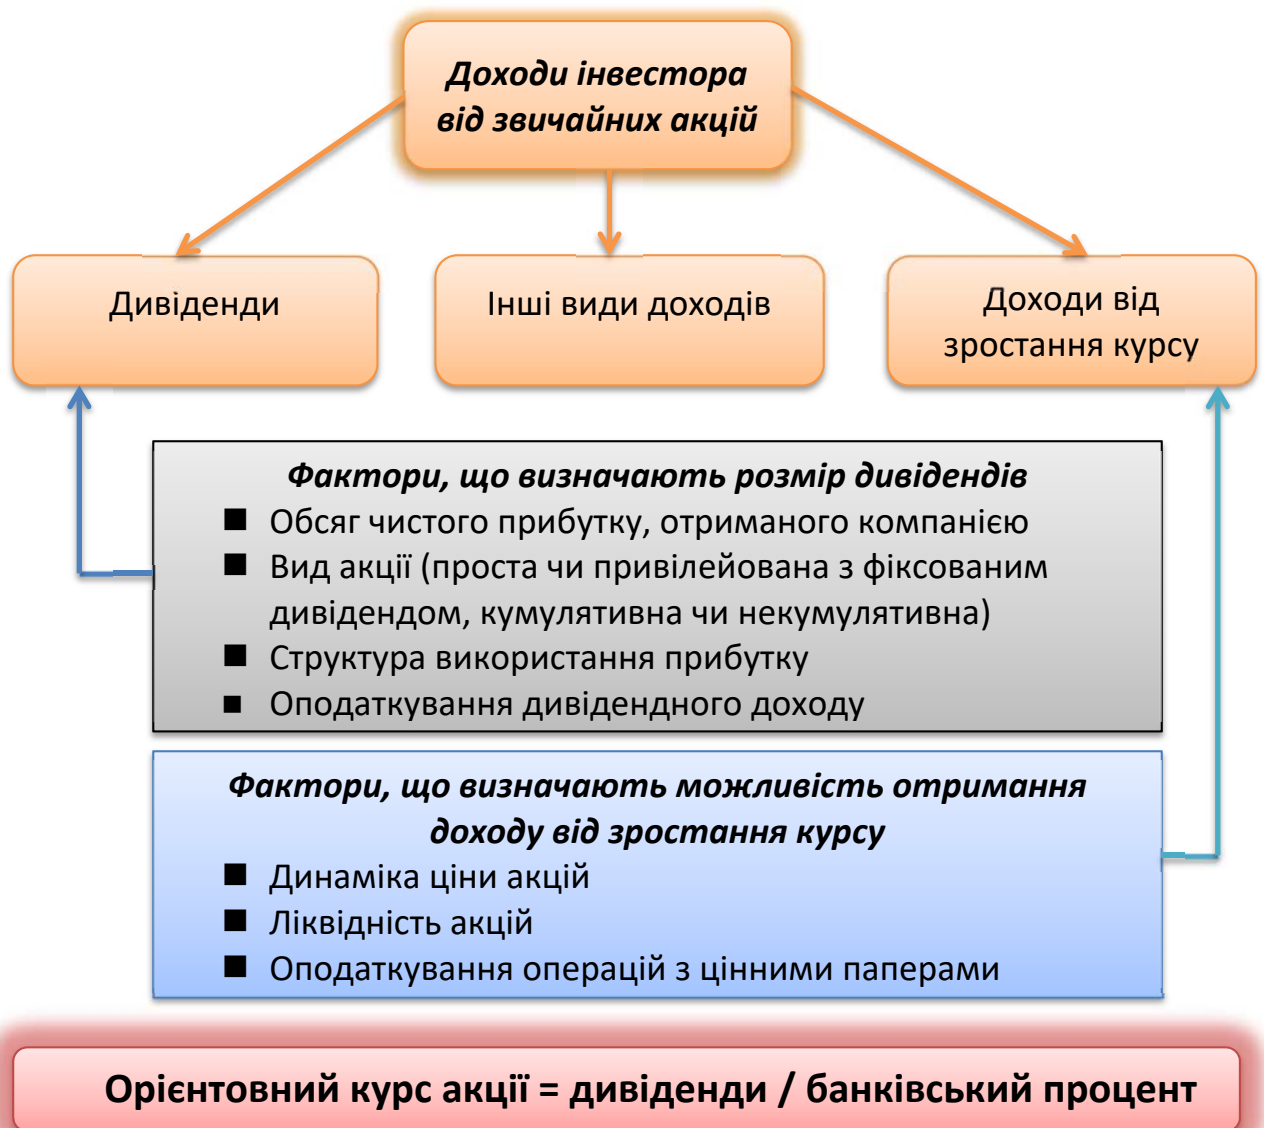 Доходи інвестора
від звичайних акцій
Дивіденди
Інші види доходів
Доходи від
зростання курсу
Фактори, що визначають розмір дивідендів
■ Обсяг чистого прибутку, отриманого компанією
■ Вид акції (проста чи привілейована з фіксованим
дивідендом, кумулятивна чи некумулятивна)
■ Структура використання прибутку
■ Оподаткування дивідендного доходу
Фактори, що визначають можливість отримання
доходу від зростання курсу
■ Динаміка ціни акцій
■ Ліквідність акцій
■ Оподаткування операцій з цінними паперами
Орієнтовний курс акції = дивіденди / банківський процент